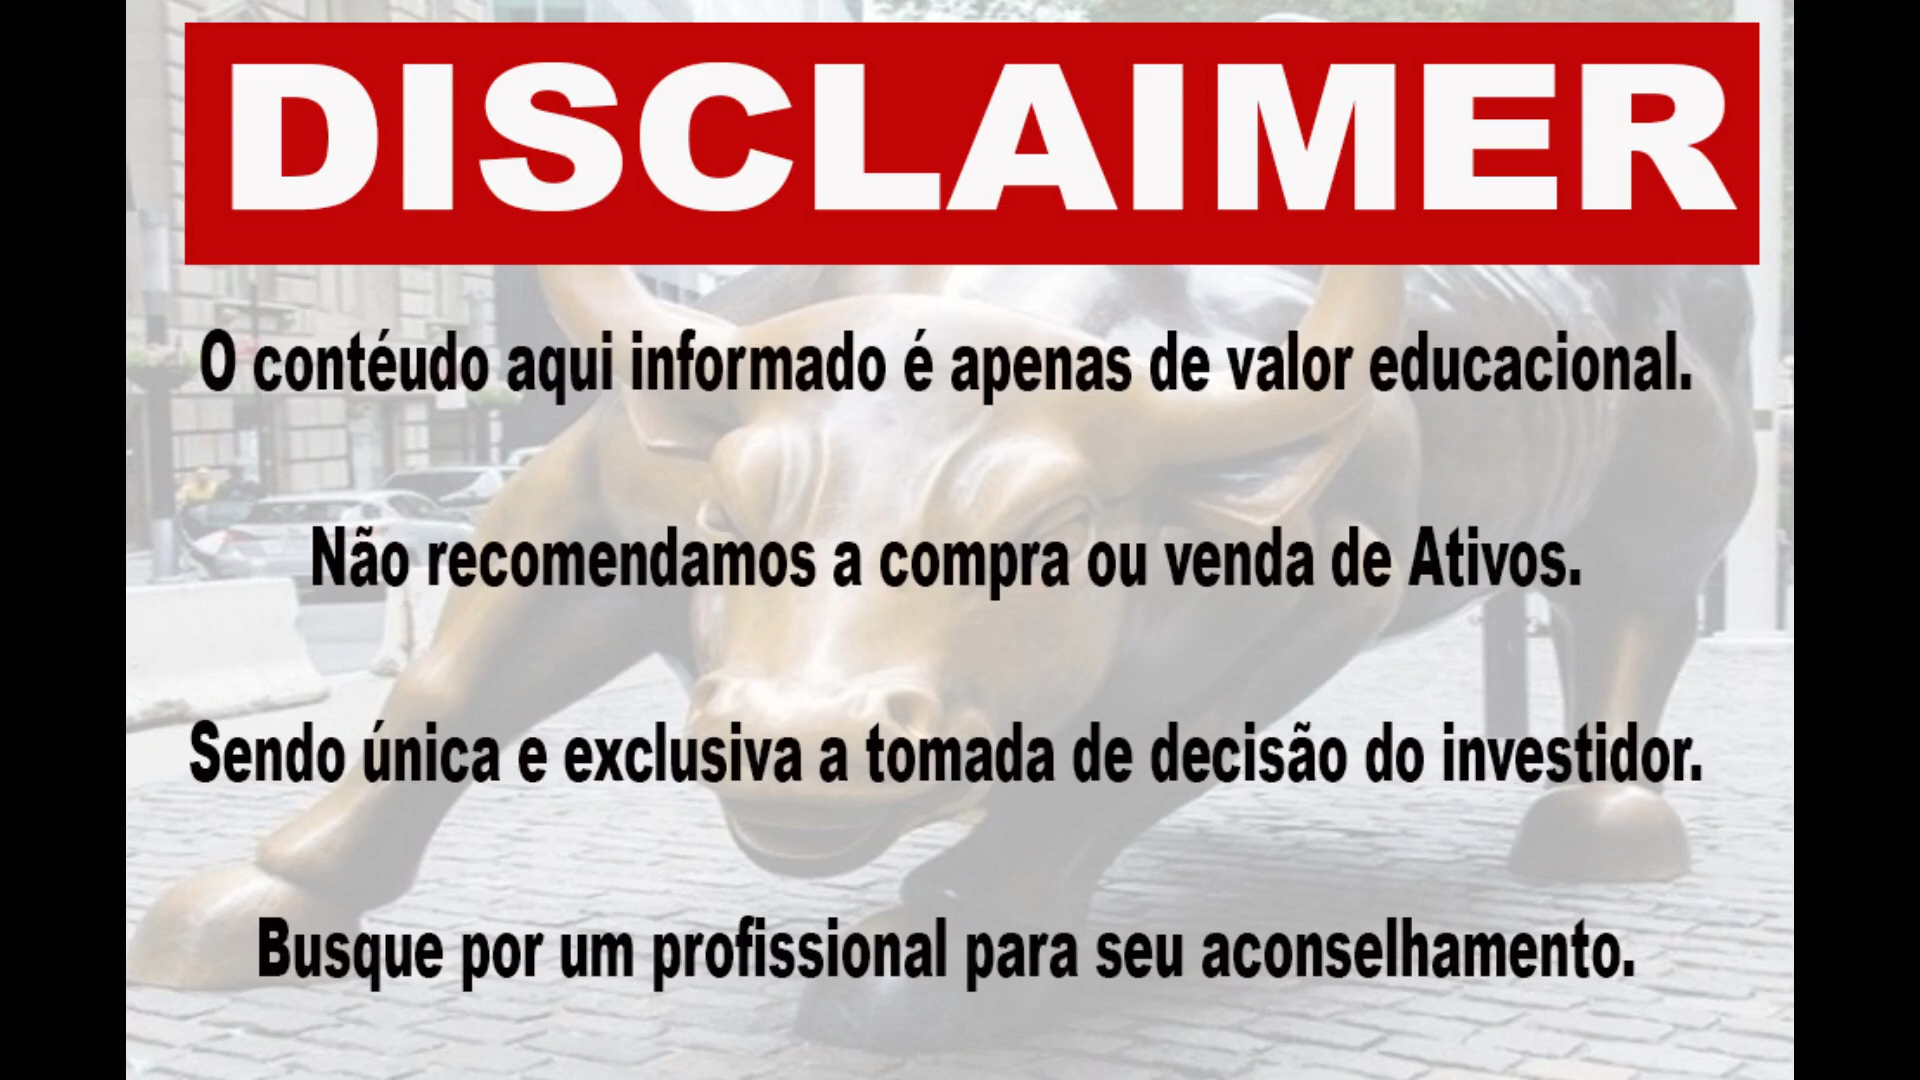 DISCLAIMER
O contéudo aqui informado é apenas de valor educacional.
Não recomendamos a compra ou venda de Ativos.
Sendo única e exclusiva a tomada de decisão do investidor.
Busque por um profissional para seu aconselhamento.